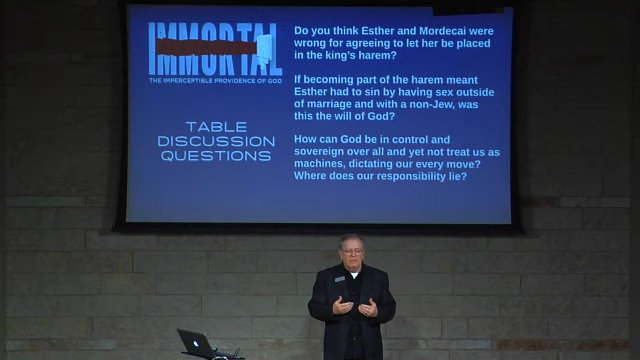 IMMORTAL
THE IMPERCEPTIBLE PROVIDENCE OF GOD
TABLE
DISCUSSION
QUESTIONS
Do you think Esther and Mordecai were
wrong for agreeing to let her be placed
in the king's harem?
If becoming part of the harem meant
Esther had to sin by having sex outside
of marriage and with a non-Jew, was
this the will of God?
How can God be in control and
sovereign over all and yet not treat us as
machines, dictating our every move?
Where does our responsibility lie?